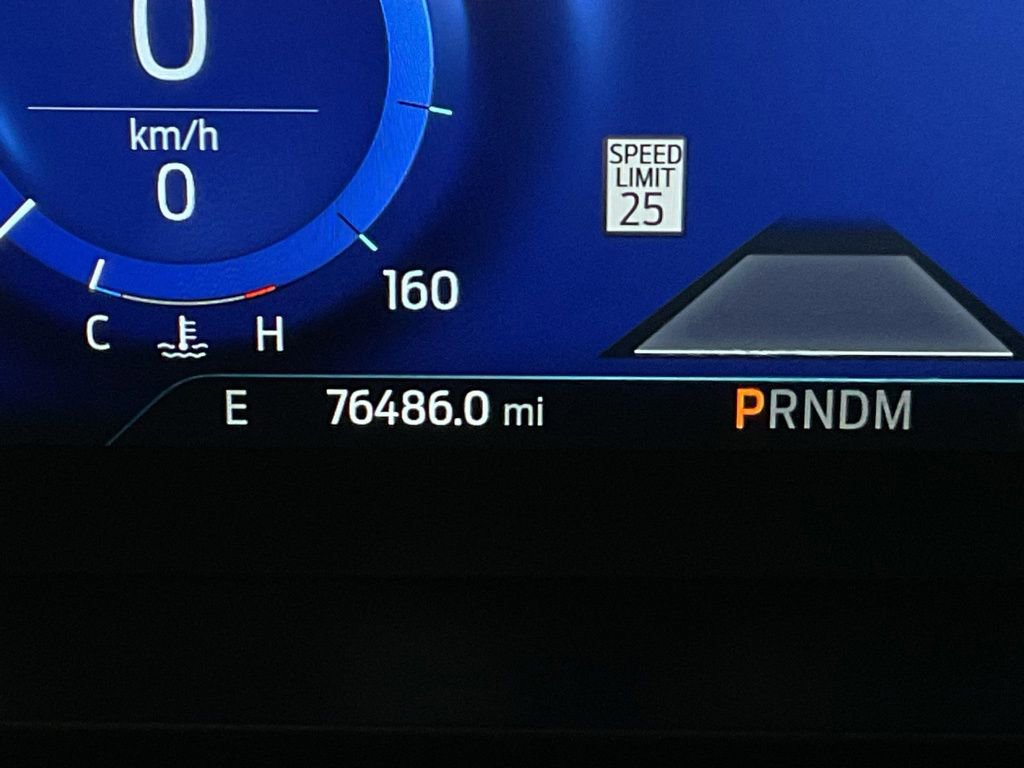 0
km/h
0
SPEED
LIMIT
25
160
C H
E 76486.0 mi PRNDM